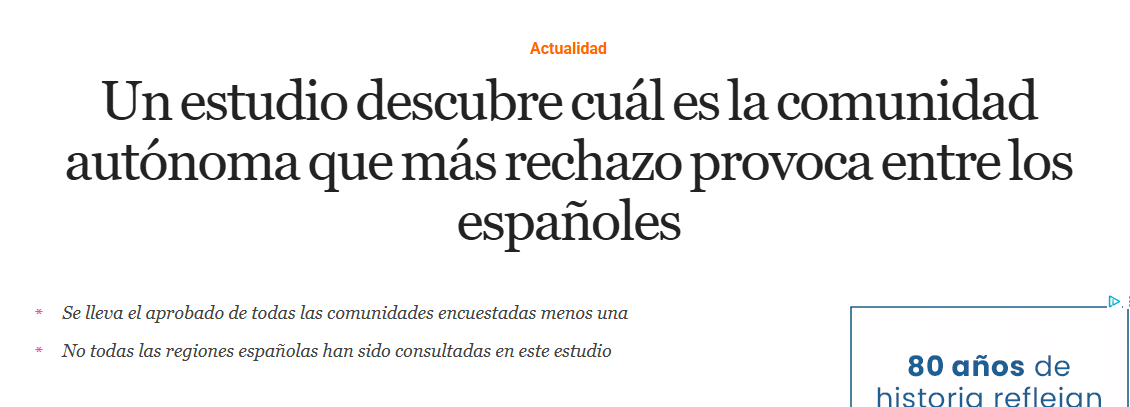 Actualidad
Un estudio descubre cuál es la comunidad
autónoma que más rechazo provoca entre los
españoles
* Se lleva el aprobado de todas las comunidades encuestadas menos una
* No todas las regiones españolas han sido consultadas en este estudio
80 años de
historia reflejan